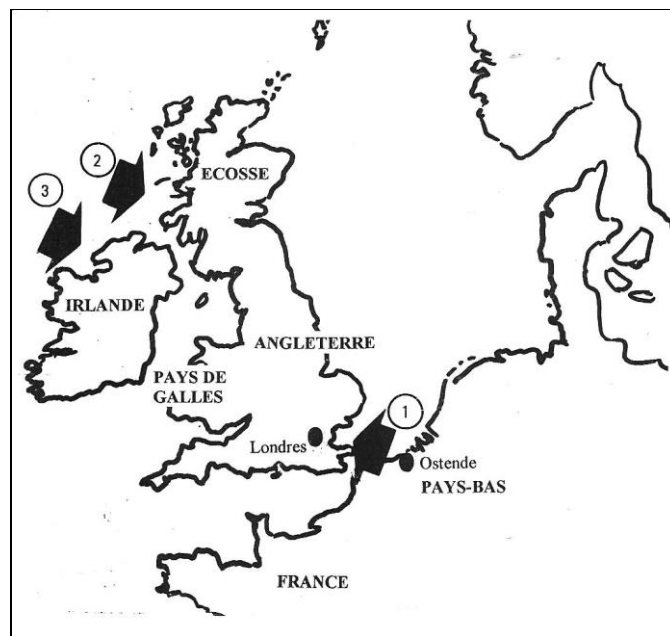 ECOSSE
2
3
IRLANDE
ANGLETERRE
PAYS DE
GALLES
1
Londres
Ostende
PAYS-BAS
FRANCE